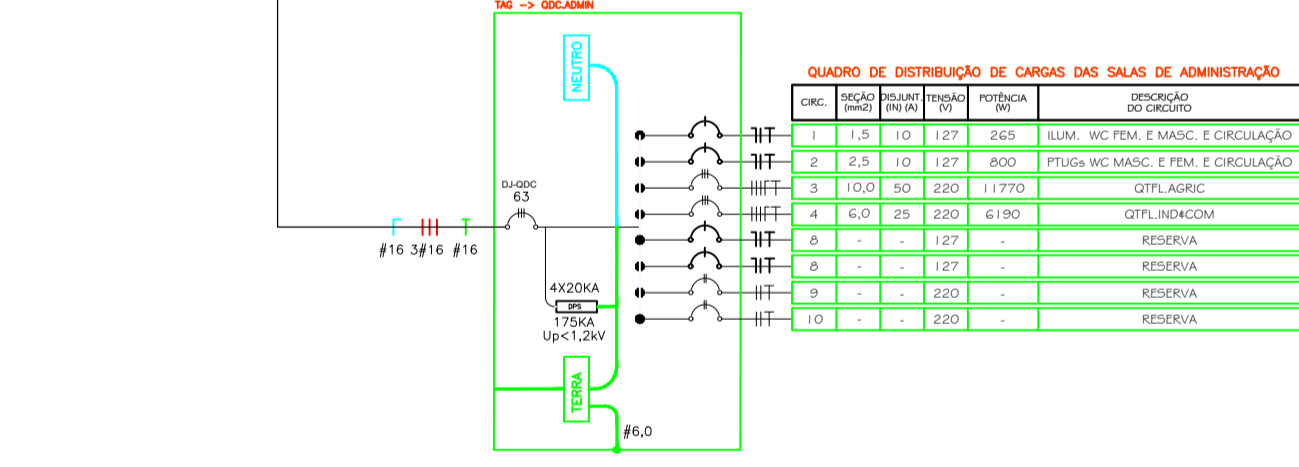 TAG -> QDC.ADMIN
NEUTRO
QUADRO DE DISTRIBUIÇÃO DE CARGAS DAS SALAS DE ADMINISTRAÇÃO
CIRC. SEÇÃO (mm2) DISJUNT. (IN) (A) TENSÃO (V) POTÊNCIA (W) DESCRIÇÃO DO CIRCUITO
1 1,5 10 127 265 ILUM. WC FEM. E MASC. E CIRCULAÇÃO
2 2,5 10 127 800 PTUGs WC MASC. E FEM. E CIRCULAÇÃO
3 10,0 50 220 11770 QTFL.AGRIC
4 6,0 25 220 6190 QTFL.IND&COM
8 - - 127 - RESERVA
8 - - 127 - RESERVA
9 - - 220 - RESERVA
10 - - 220 - RESERVA
DJ-QDC
63
#16 3#16 #16
4X20KA
DPS
175KA
Up<1,2kV
TERRA
#6,0